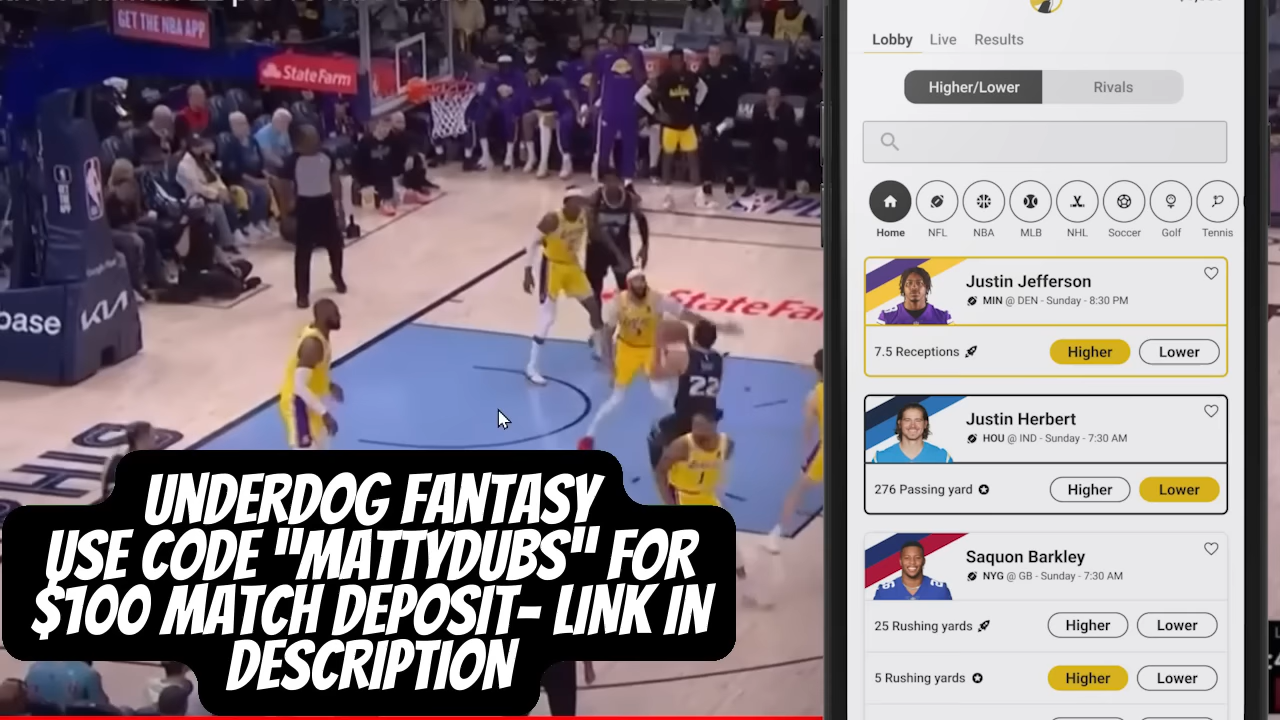 GET THE NBA APP
StateFarm
22
1
base
KIA
StateFa
UNDERDOG FANTASY
USE CODE "MATTYDUBS" FOR
$100 MATCH DEPOSIT- LINK IN
DESCRIPTION
Lobby Live Results
Higher/Lower Rivals
Home NFL NBA MLB NHL Soccer Golf Tennis
Justin Jefferson
MIN @ DEN - Sunday - 8:30 PM
7.5 Receptions Higher Lower
Justin Herbert
HOU @ IND - Sunday - 7:30 AM
276 Passing yard Higher Lower
Saquon Barkley
NYG @ GB - Sunday - 7:30 AM
25 Rushing yards Higher Lower
5 Rushing yards Higher Lower